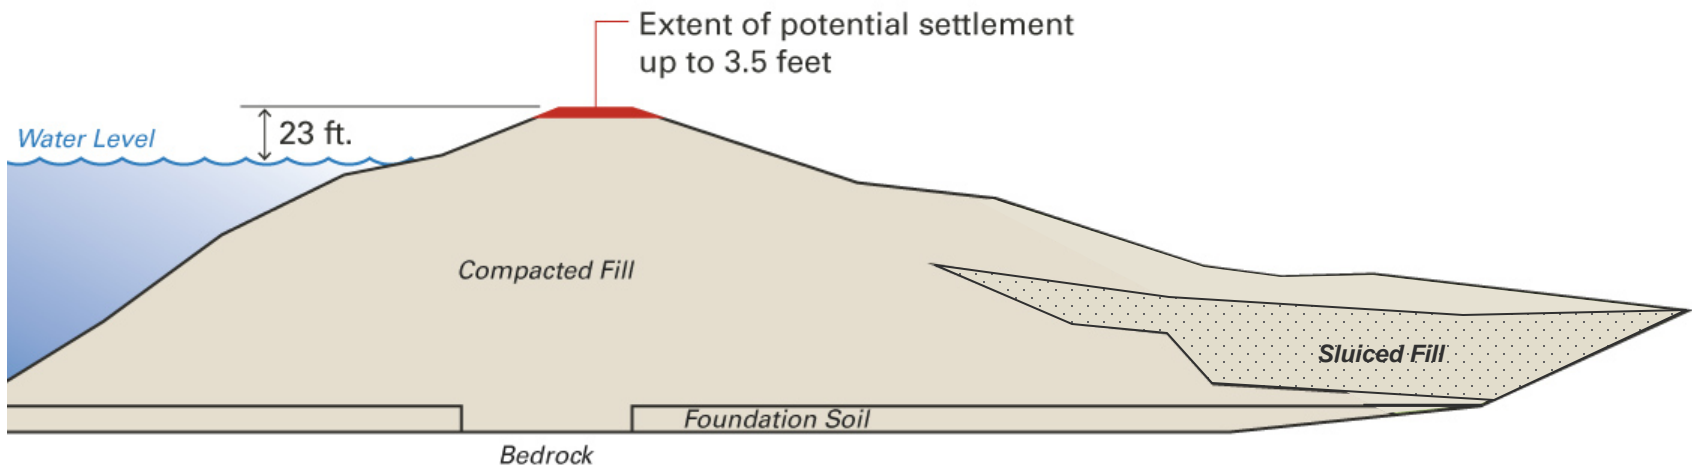 Extent of potential settlement
up to 3.5 feet
Water Level
23 ft.
Compacted Fill
Sluiced Fill
Foundation Soil
Bedrock